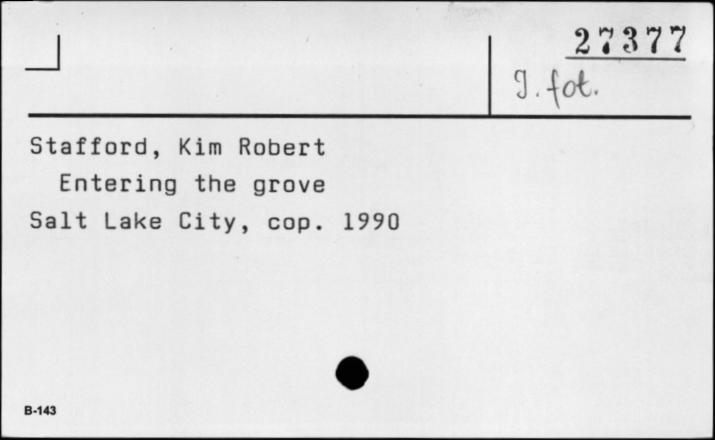 27377
I. fot.
Stafford, Kim Robert
Entering the grove
Salt Lake City, cop. 1990
B-143